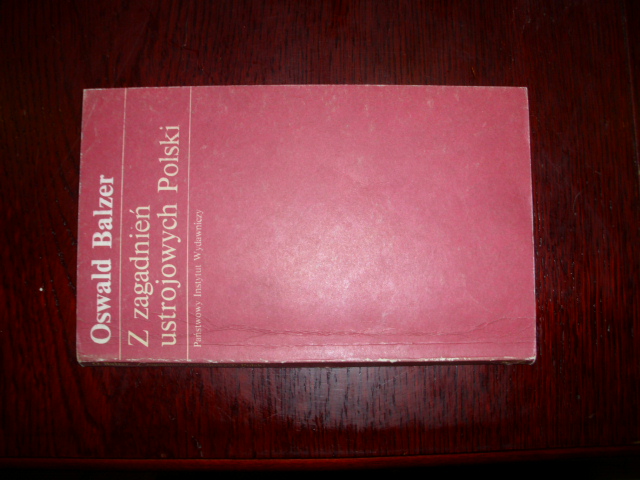 Oswald Balzer
Z zagadnień
ustrojowych Polski
Państwowy Instytut Wydawniczy